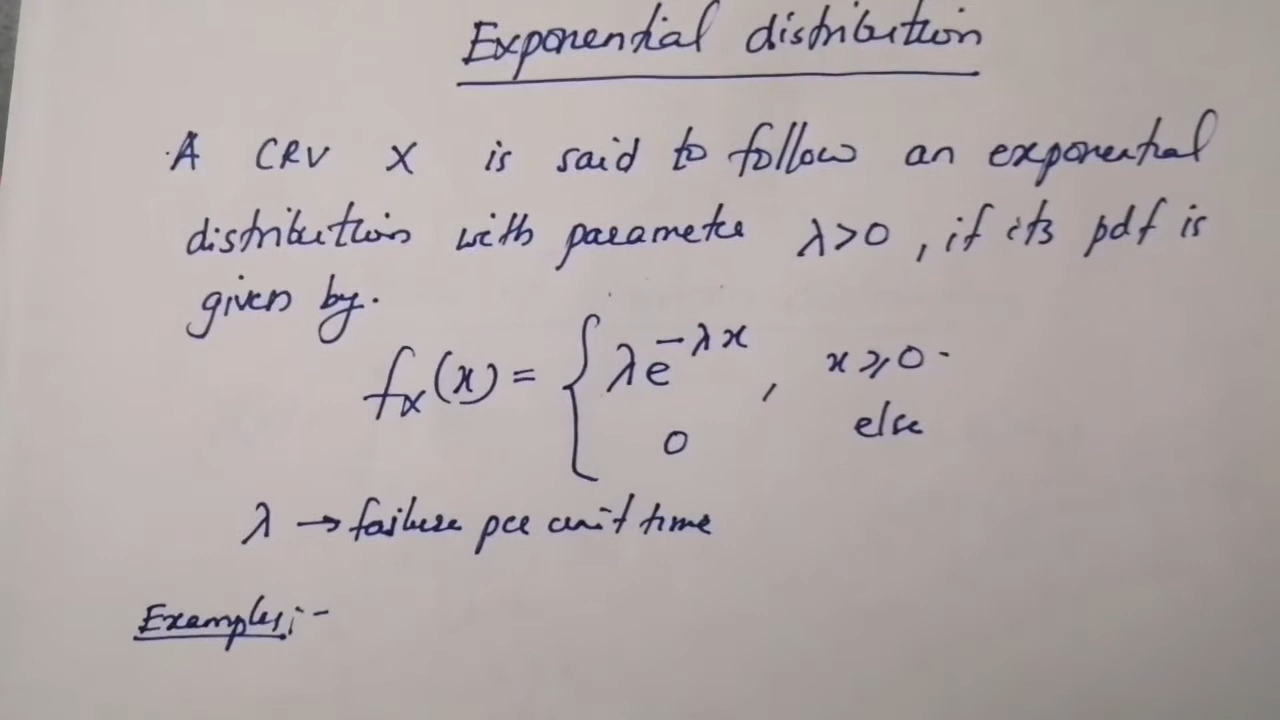 Exponential distribution
A CRV X is said to follow an exponential
distribution with parameter λ>0, if its pdf is
given by.
fx(x) = { λe^-λx, x≥0.
0 else
λ → failure per unit time
Examples:-